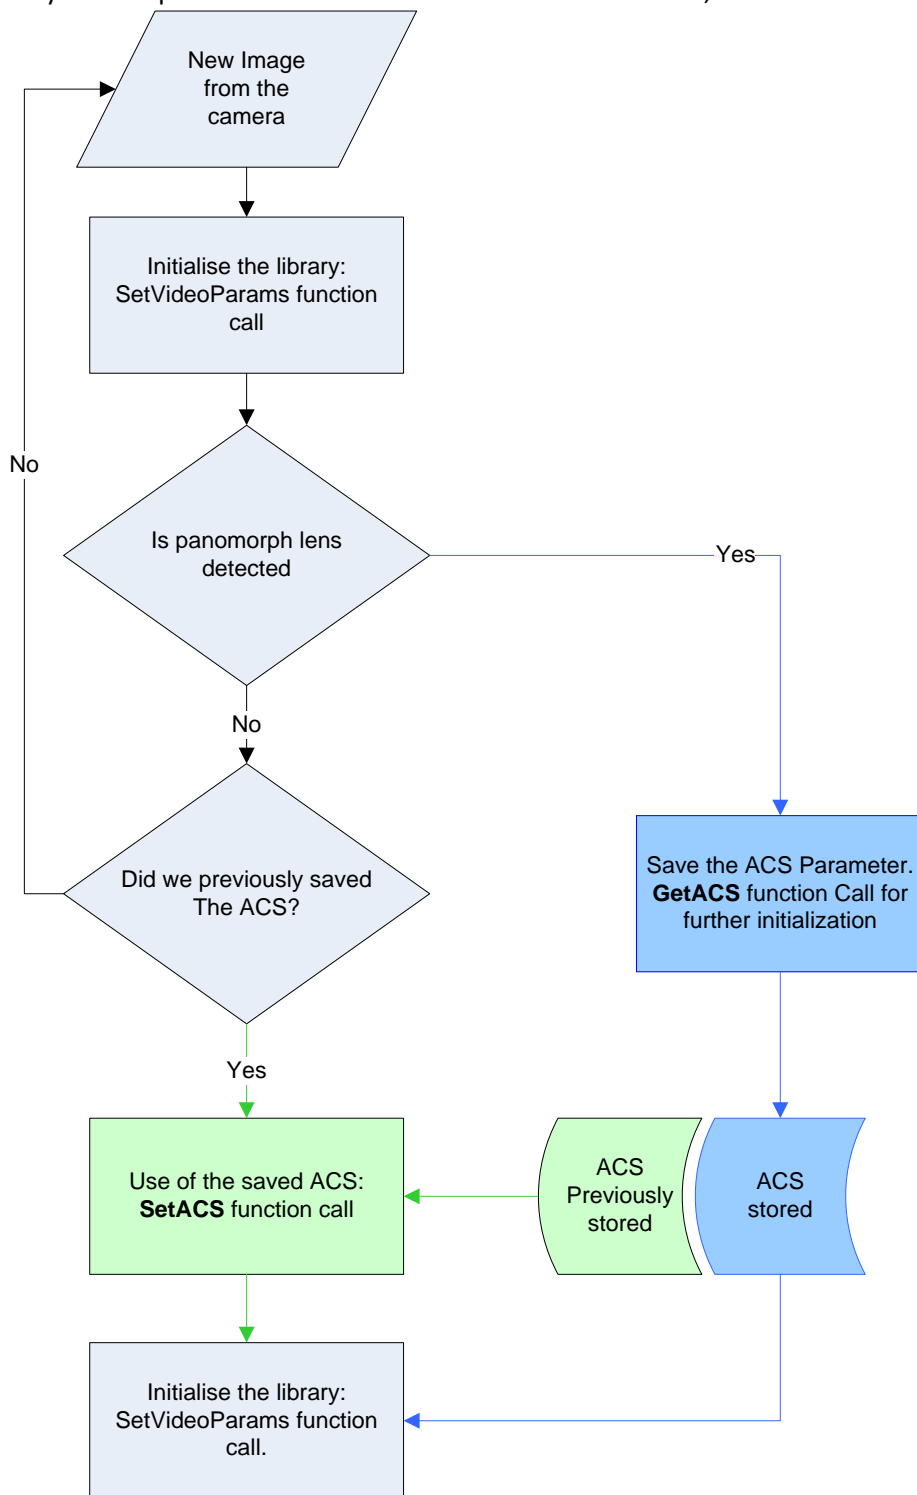 New Image
from the
camera
Initialise the library:
SetVideoParams function
call
No
Is panomorph lens
detected
Yes
No
Did we previously saved
The ACS?
Save the ACS Parameter.
GetACS function Call for
further initialization
Yes
Use of the saved ACS:
SetACS function call
ACS
Previously
stored
ACS
stored
Initialise the library:
SetVideoParams function
call.